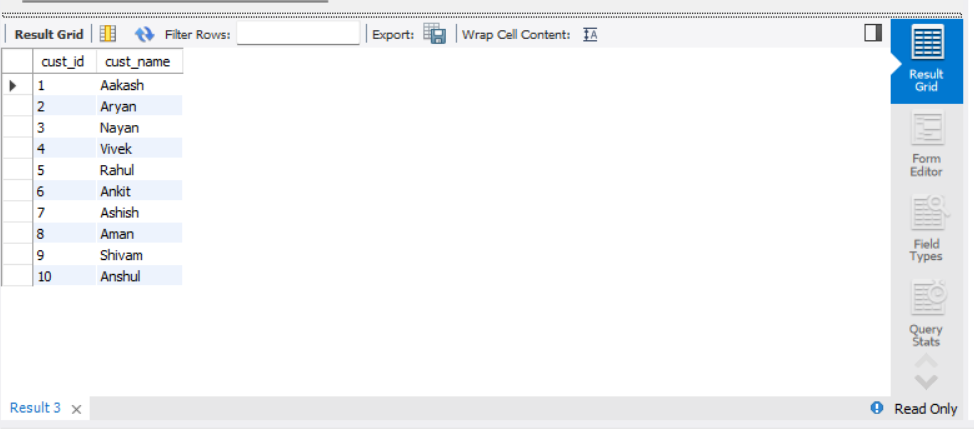 Result Grid Filter Rows: Export: Wrap Cell Content: IA
cust_id cust_name
1 Aakash
2 Aryan
3 Nayan
4 Vivek
5 Rahul
6 Ankit
7 Ashish
8 Aman
9 Shivam
10 Anshul
Result
Grid
Form
Editor
Field
Types
Query
Stats
Result 3 × Read Only